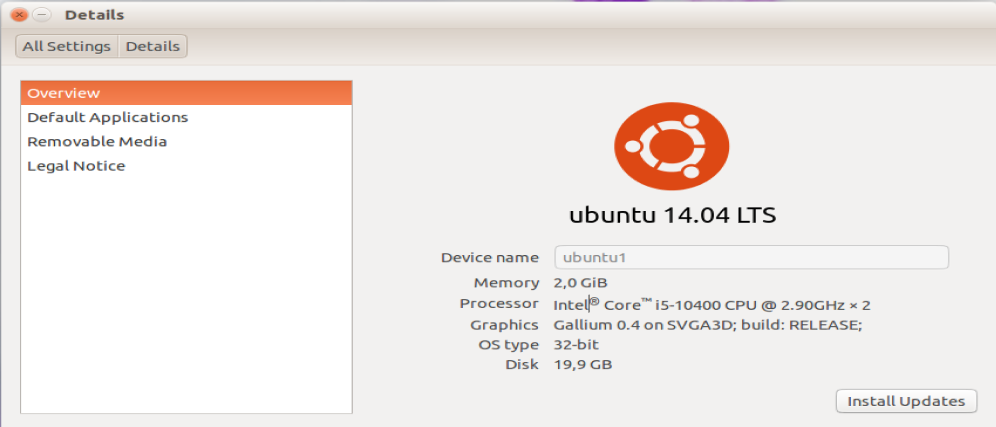 Details
All Settings Details
Overview
Default Applications
Removable Media
Legal Notice
ubuntu 14.04 LTS
Device name ubuntu1
Memory 2,0 GiB
Processor Intel® Core™ i5-10400 CPU @ 2.90GHz × 2
Graphics Gallium 0.4 on SVGA3D; build: RELEASE;
OS type 32-bit
Disk 19,9 GB
Install Updates